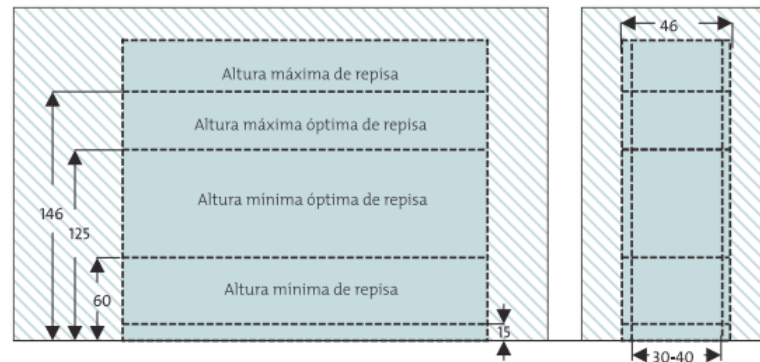 46
Altura máxima de repisa
Altura máxima óptima de repisa
Altura mínima óptima de repisa
146
125
Altura mínima de repisa
60
15
30-40